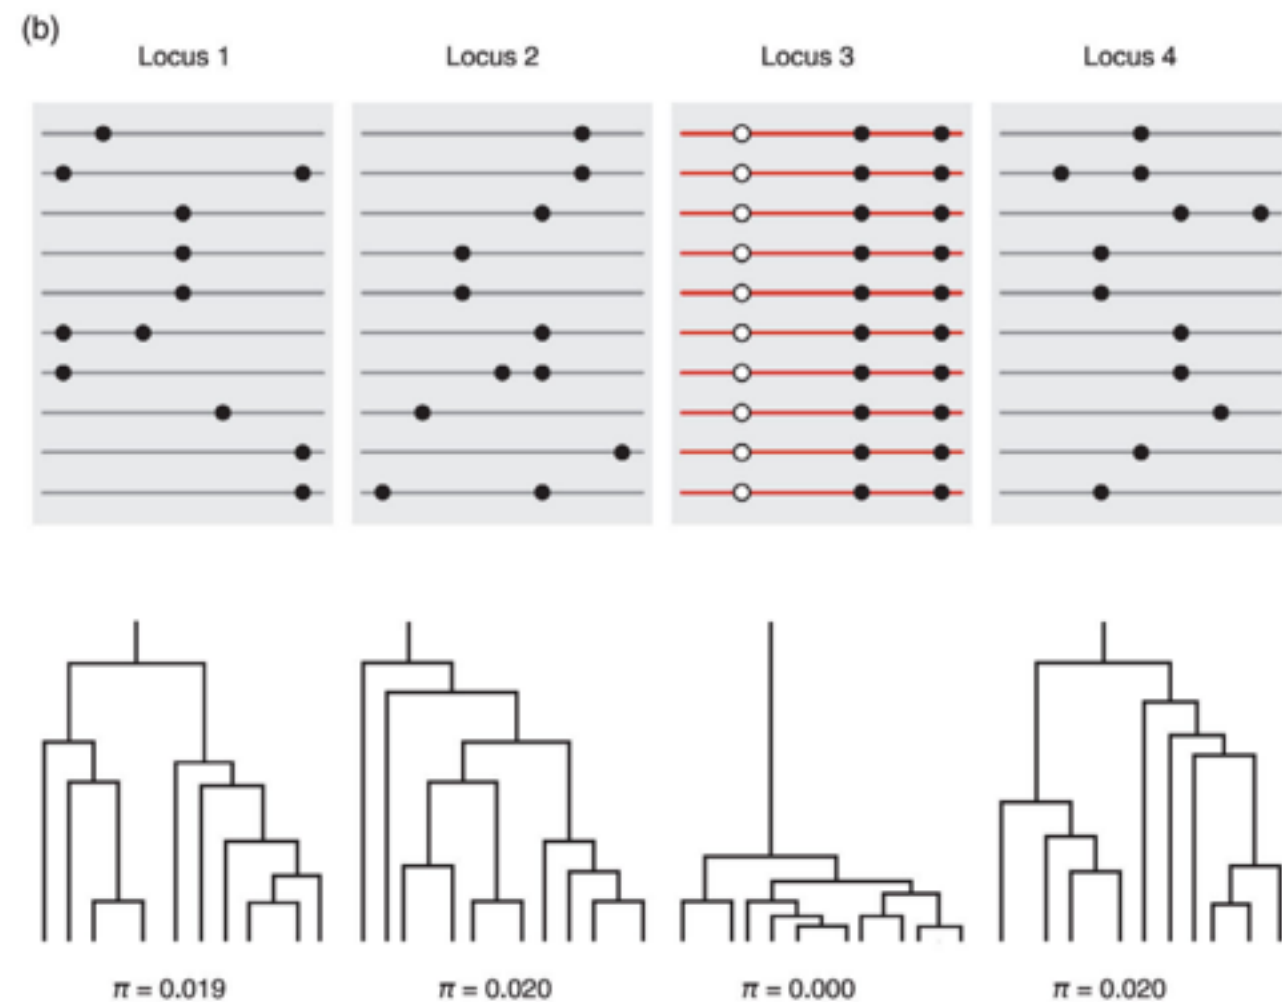 (b)
Locus 1 Locus 2 Locus 3 Locus 4
π = 0.019 π = 0.020 π = 0.000 π = 0.020